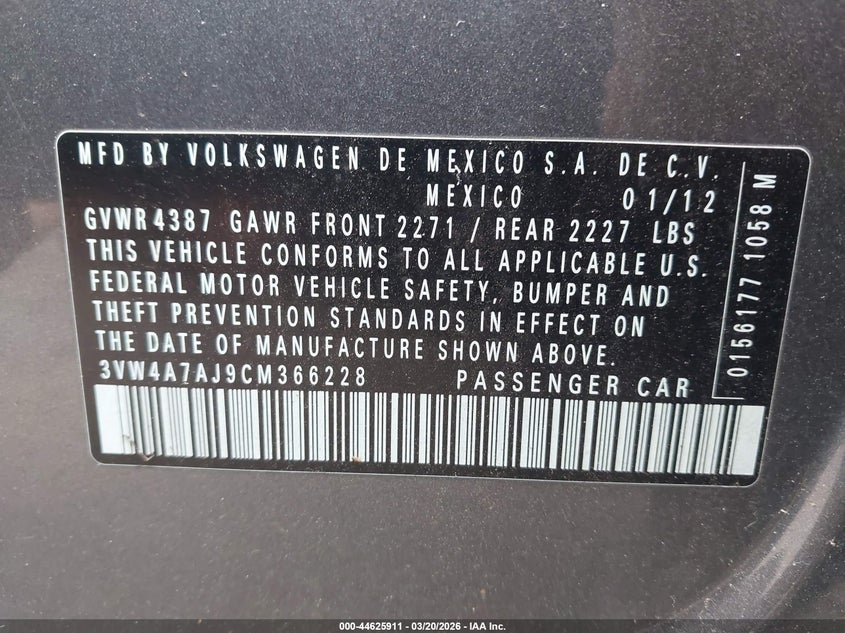 MFD BY VOLKSWAGEN DE MEXICO S.A. DE C.V.
MEXICO 01/12
GVWR 4387 GAWR FRONT 2271 / REAR 2227 LBS
THIS VEHICLE CONFORMS TO ALL APPLICABLE U.S.
FEDERAL MOTOR VEHICLE SAFETY, BUMPER AND
THEFT PREVENTION STANDARDS IN EFFECT ON
THE DATE OF MANUFACTURE SHOWN ABOVE.
3VW4A7AJ9CM366228 PASSENGER CAR
0156177 1058 M
000-44625911 - 03/20/2026 - IAA Inc.